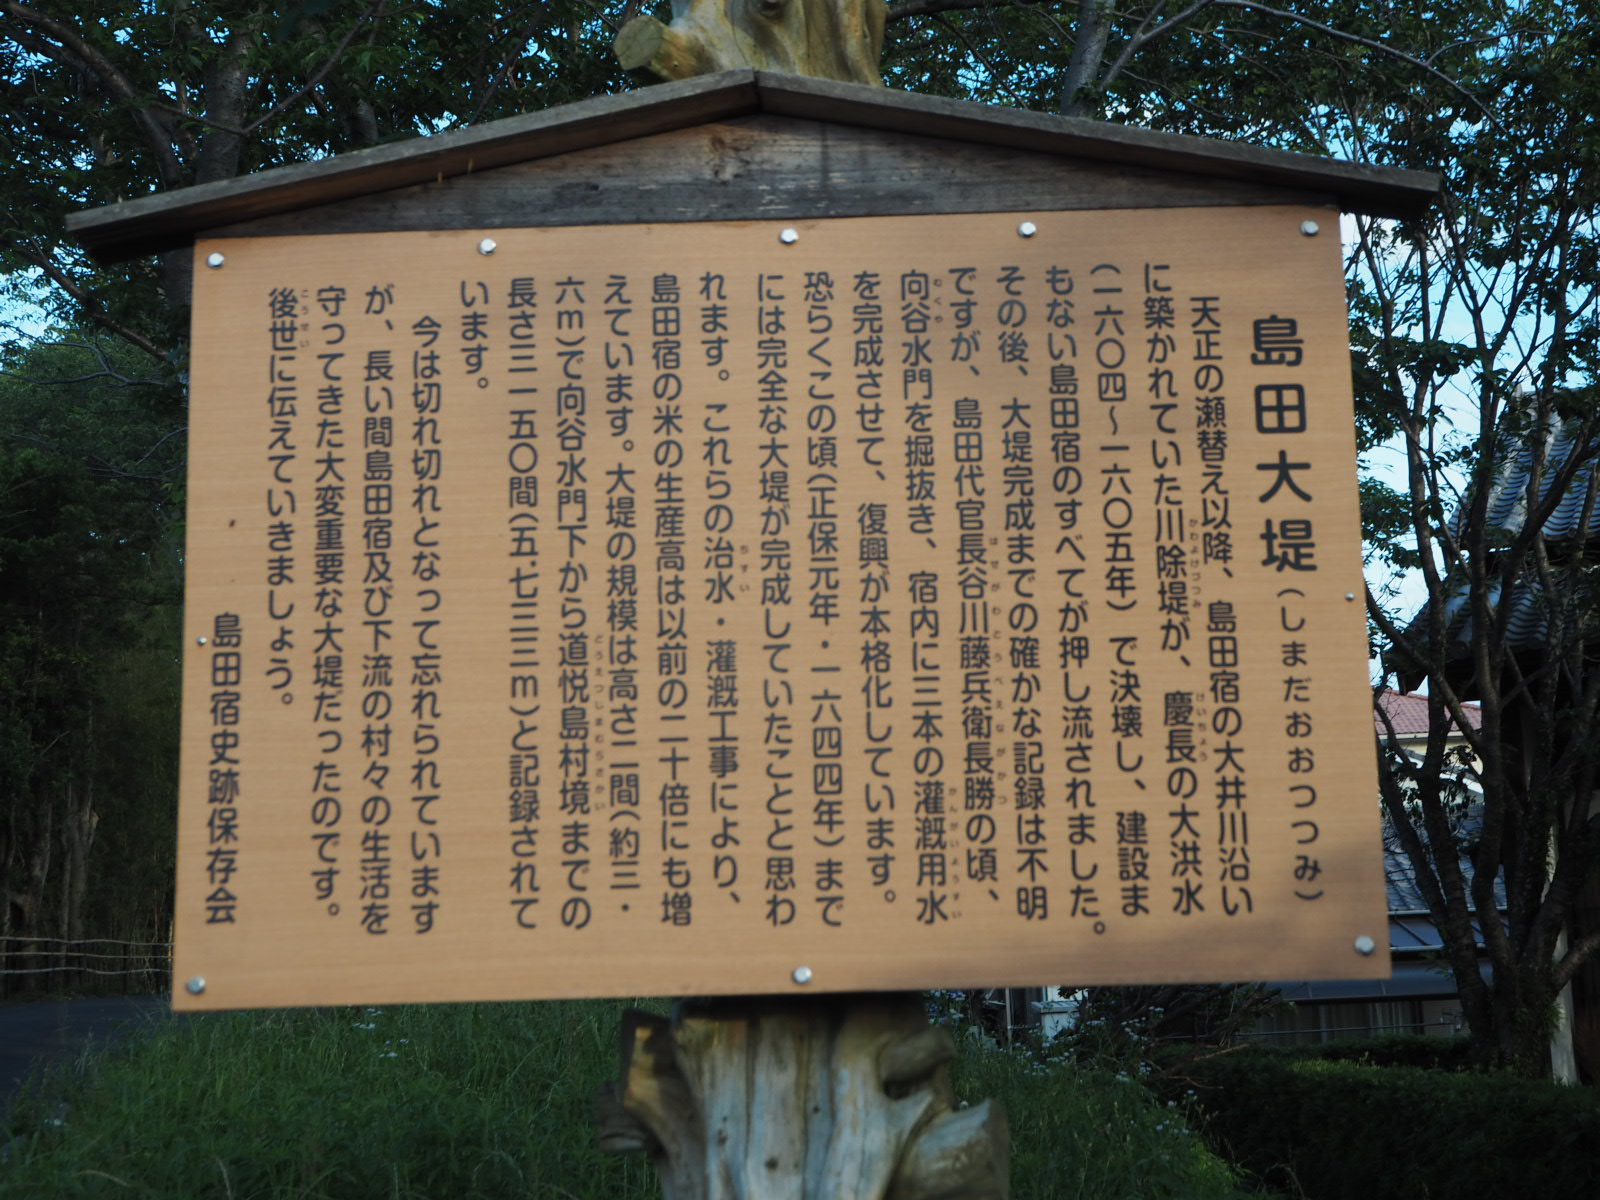 島田大堤(しまだおおつつみ)
天正の瀬替え以降、島田宿の大井川沿い
に築かれていた川除堤が、慶長の大洪水
(一六〇四~一六〇五年)で決壊し、建設ま
もない島田宿のすべてが押し流されました。
その後、大堤完成までの確かな記録は不明
ですが、島田代官長谷川藤兵衛長勝の頃、
向谷水門を掘抜き、宿内に三本の灌漑用水
を完成させて、復興が本格化しています。
恐らくこの頃(正保元年・一六四四年)まで
には完全な大堤が完成していたことと思わ
れます。これらの治水・灌漑工事により、
島田宿の米の生産高は以前の二十倍にも増
えています。大堤の規模は高さ二間(約三・
六m)で向谷水門下から道悦島村境までの
長さ三一五〇間(五.七三三m)と記録されて
います。
今は切れ切れとなって忘れられています
が、長い間島田宿及び下流の村々の生活を
守ってきた大変重要な大堤だったのです。
後世に伝えていきましょう。
島田宿史跡保存会